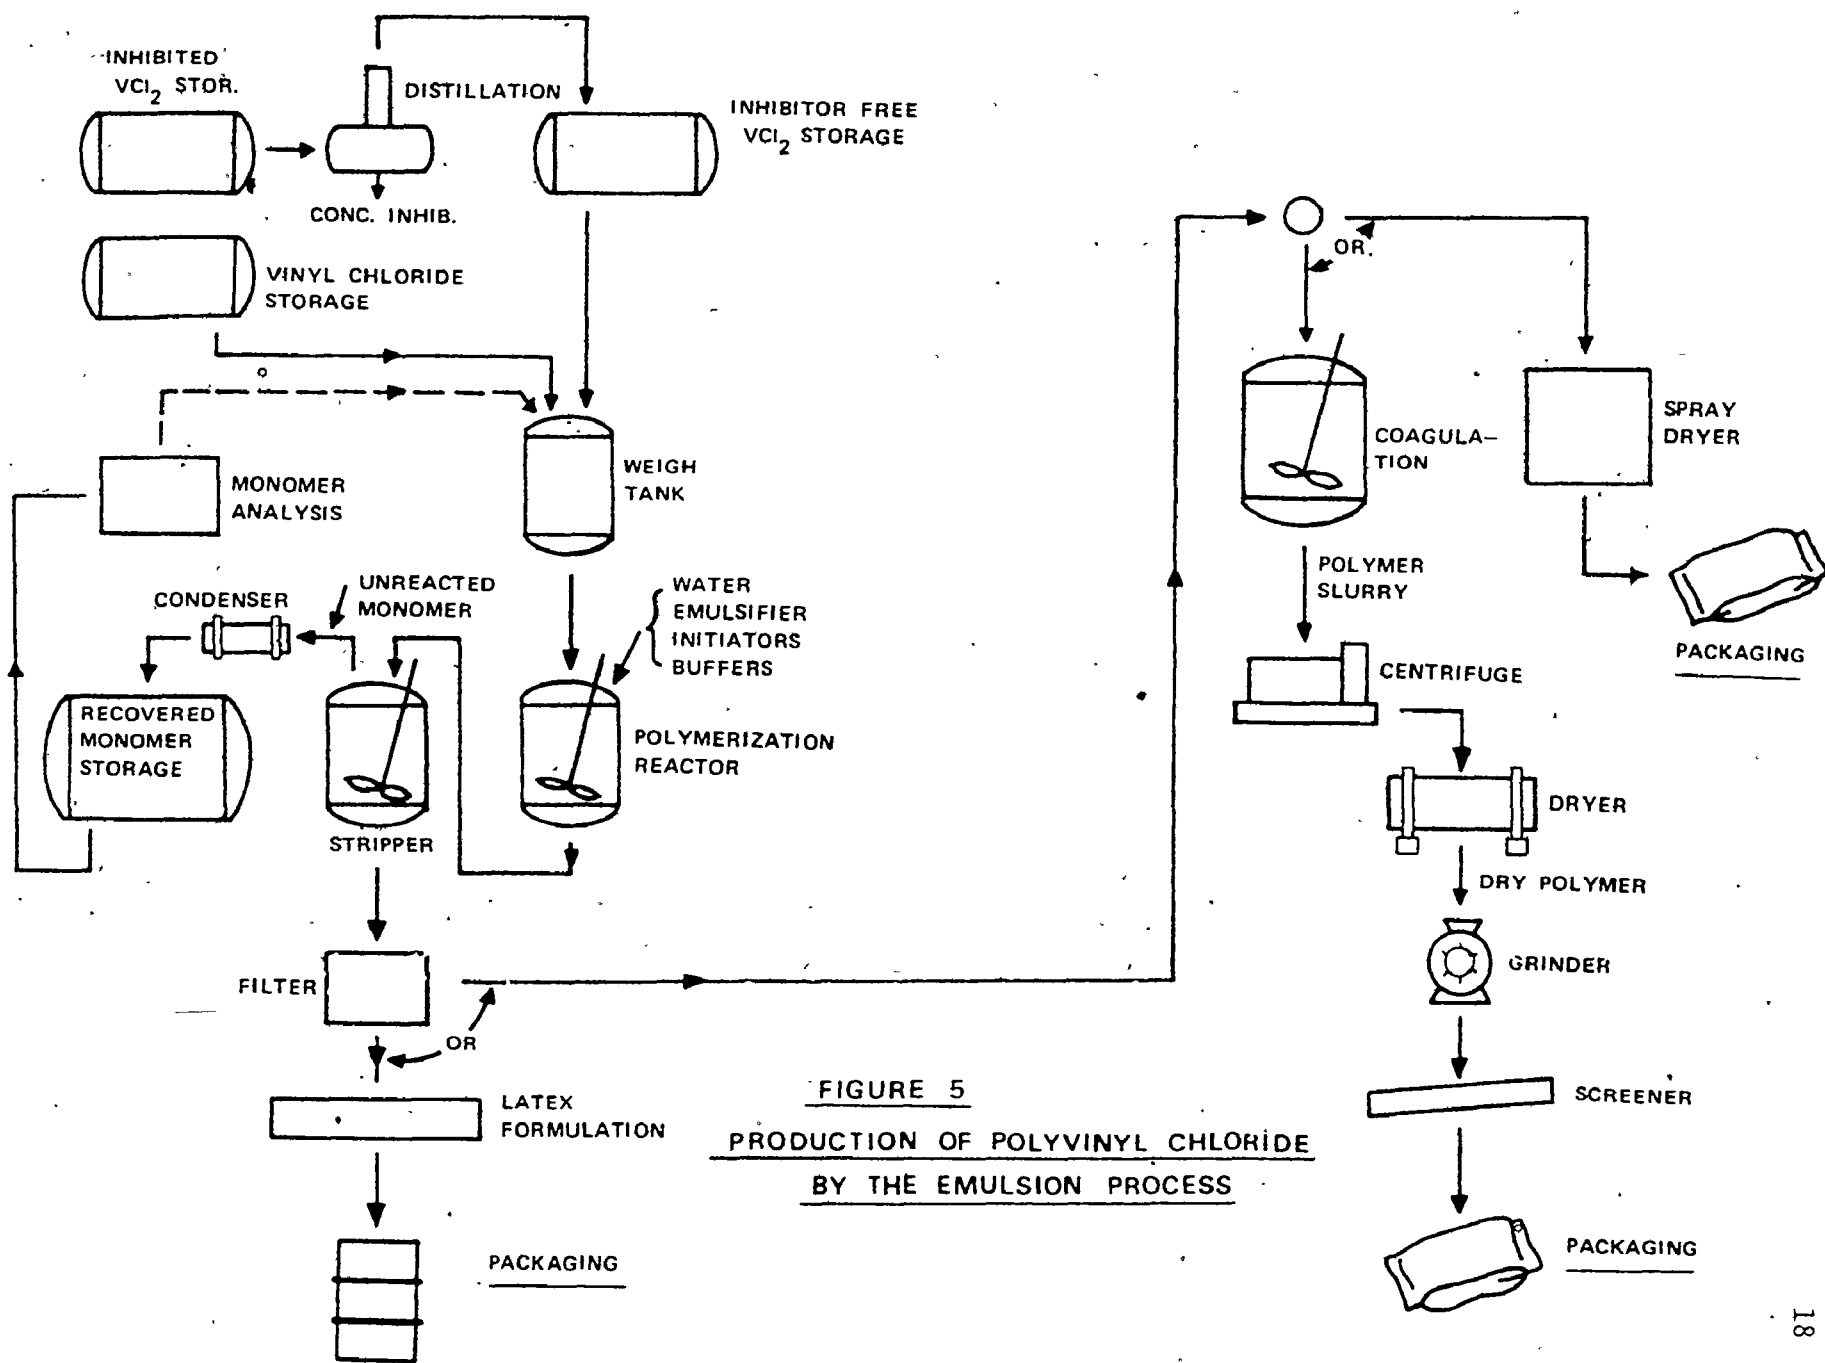 INHIBITED
VCl₂ STOR.
DISTILLATION
CONC. INHIB.
INHIBITOR FREE
VCl₂ STORAGE
VINYL CHLORIDE
STORAGE
MONOMER
ANALYSIS
WEIGH
TANK
CONDENSER
UNREACTED
MONOMER
WATER
EMULSIFIER
INITIATORS
BUFFERS
RECOVERED
MONOMER
STORAGE
STRIPPER
POLYMERIZATION
REACTOR
FILTER
OR
LATEX
FORMULATION
PACKAGING
OR.
COAGULA–
TION
SPRAY
DRYER
PACKAGING
POLYMER
SLURRY
CENTRIFUGE
DRYER
DRY POLYMER
GRINDER
SCREENER
PACKAGING
FIGURE 5
PRODUCTION OF POLYVINYL CHLORIDE
BY THE EMULSION PROCESS
18